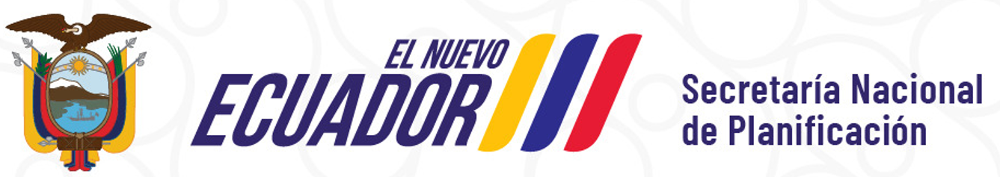 EL NUEVO
ECUADOR
Secretaría Nacional
de Planificación